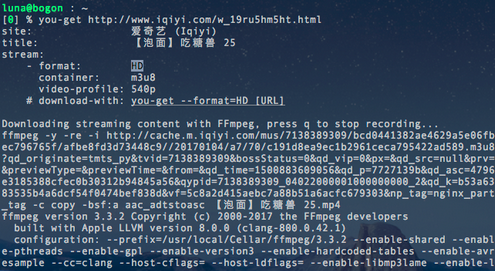 luna@bogon : ~
[0] % you-get http://www.iqiyi.com/w_19ru5hm5ht.html
site: 爱奇艺 (Iqiyi)
title: 【泡面】吃糖兽 25
stream:
- format: HD
container: m3u8
video-profile: 540p
# download-with: you-get --format=HD [URL]
Downloading streaming content with FFmpeg, press q to stop recording...
ffmpeg -y -re -i http://cache.m.iqiyi.com/mus/7138389309/bcd0441382ae4629a5e06fb
ec796765f/afbe8fd3d73448c9//20170104/a7/70/c191d8ea9ec1b2961ceca795422ad589.m3u8
?qd_originate=tmts_py&tvid=7138389309&bossStatus=0&qd_vip=0&px=&qd_src=null&prv=
&previewType=&previewTime=&from=&qd_time=1500883609056&qd_p=7727139b&qd_asc=4796
e3185388cfec0b30312b94845a56&qypid=7138389309_04022000001000000000_2&qd_k=b53a63
83535b4a6dcf54f0474bef838d&vf=5c8a2d415aebc7a88b51a6acfc679303&np_tag=nginx_part
_tag -c copy -bsf:a aac_adtstoasc 【泡面】吃糖兽 25.mp4
ffmpeg version 3.3.2 Copyright (c) 2000-2017 the FFmpeg developers
built with Apple LLVM version 8.0.0 (clang-800.0.42.1)
configuration: --prefix=/usr/local/Cellar/ffmpeg/3.3.2 --enable-shared --enabl
e-pthreads --enable-gpl --enable-version3 --enable-hardcoded-tables --enable-avr
esample --cc=clang --host-cflags= --host-ldflags= --enable-libmp3lame --enable-l